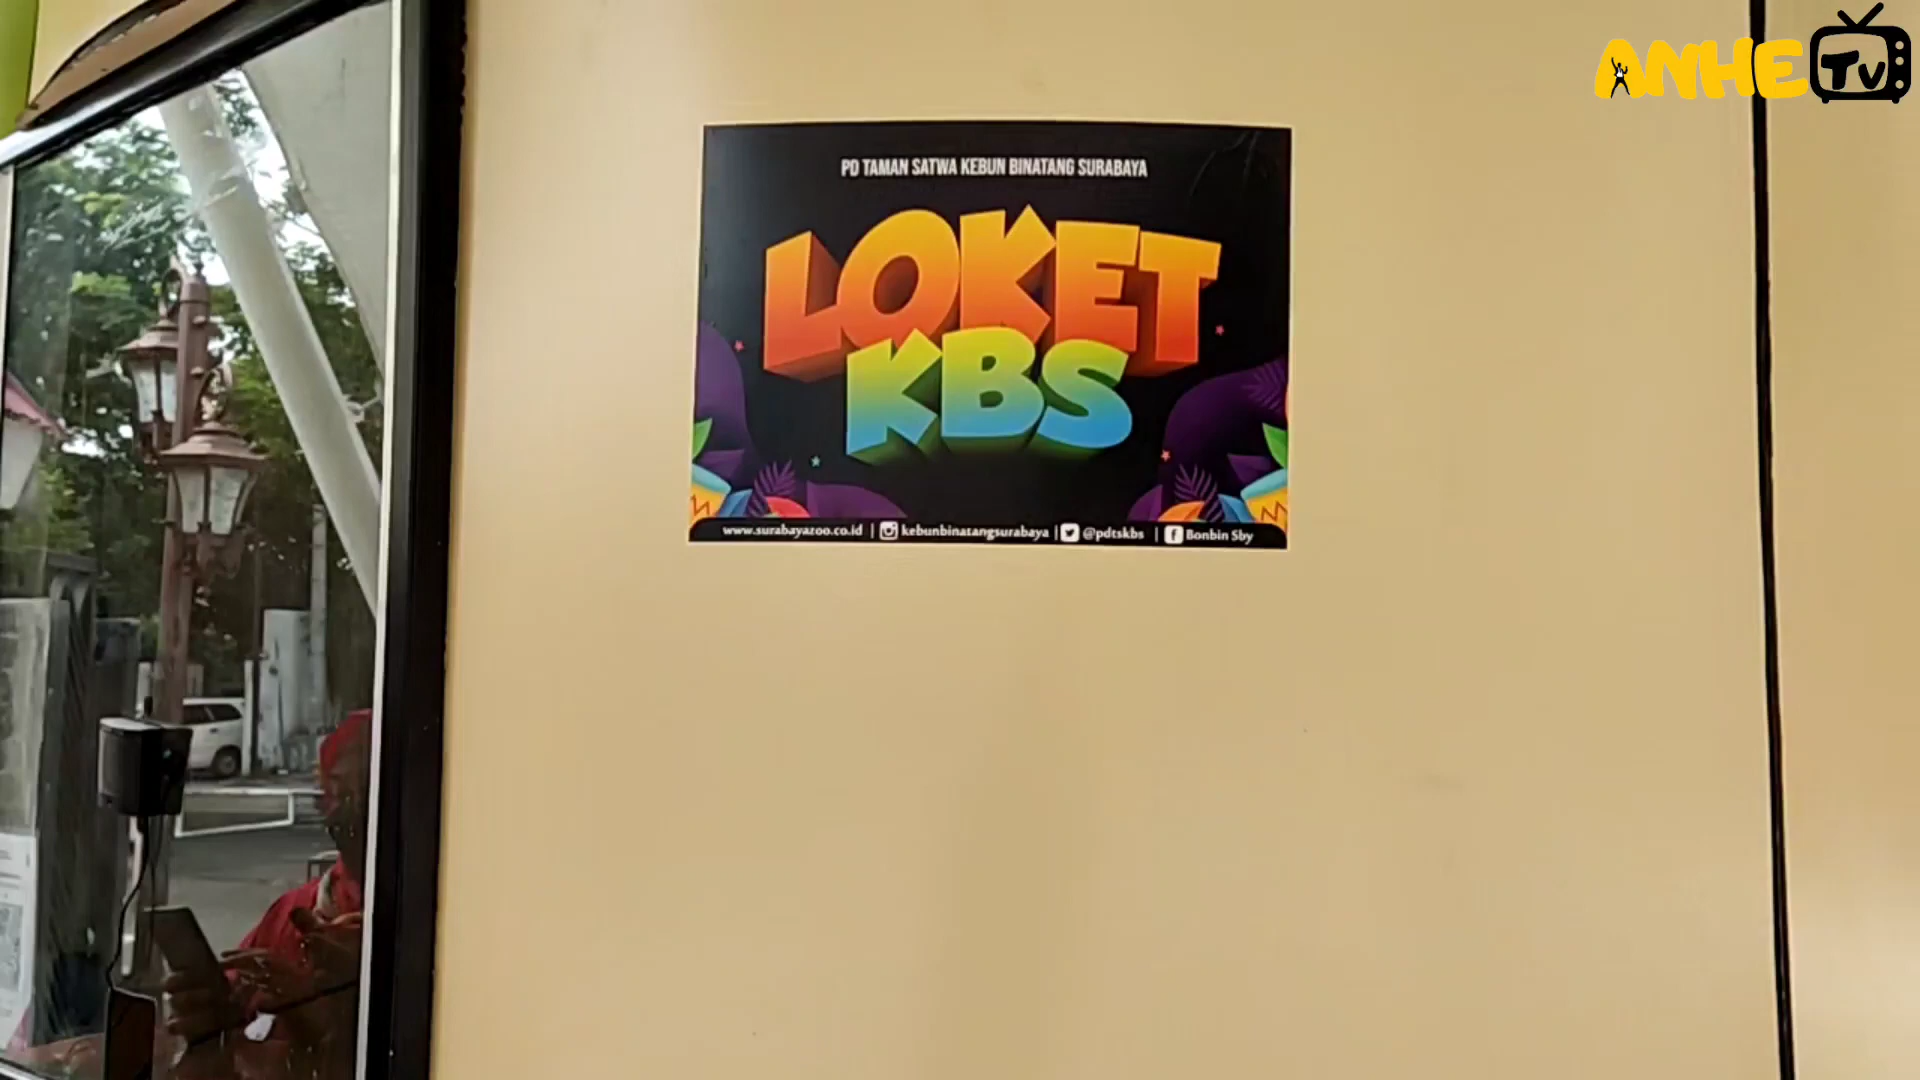 ANHE TV
PD TAMAN SATWA KEBUN BINATANG SURABAYA
LOKET
KBS
www.surabayazoo.co.id | kebunbinatangsurabaya | @pdtskbs | Bonbin Sby